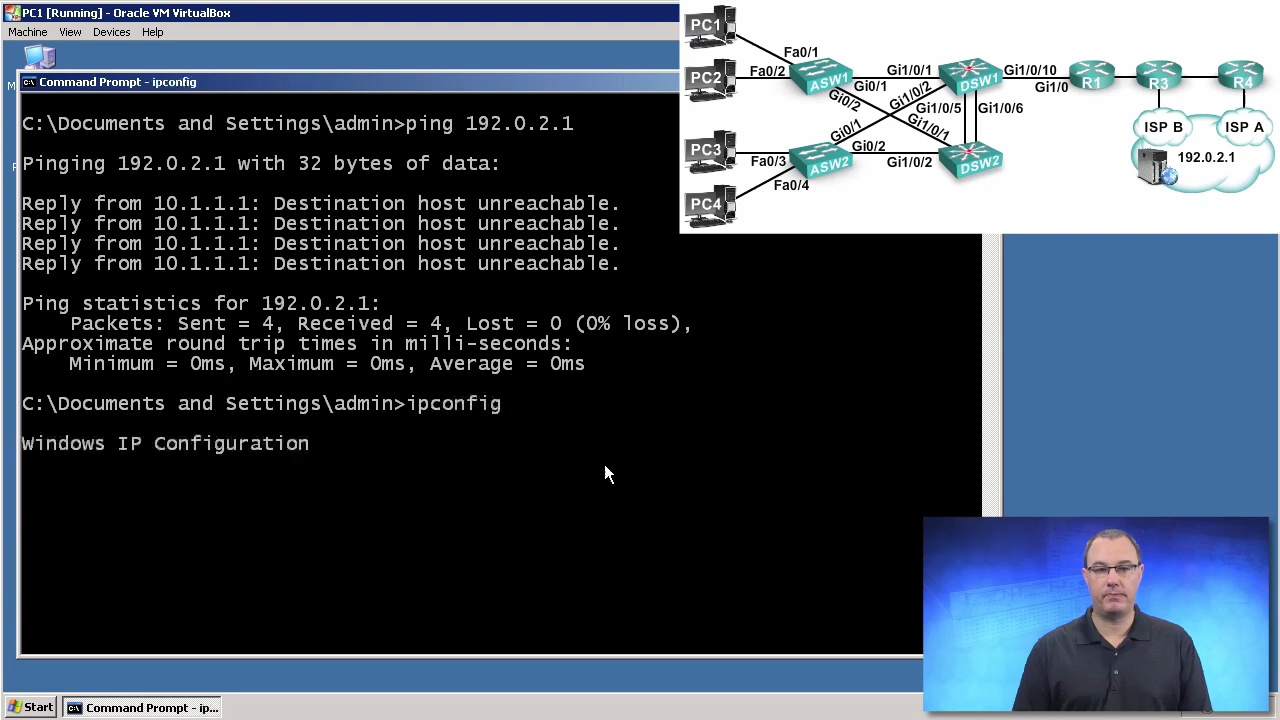 PC1 [Running] - Oracle VM VirtualBox
Machine View Devices Help
Command Prompt - ipconfig
C:\Documents and Settings\admin>ping 192.0.2.1
Pinging 192.0.2.1 with 32 bytes of data:
Reply from 10.1.1.1: Destination host unreachable.
Reply from 10.1.1.1: Destination host unreachable.
Reply from 10.1.1.1: Destination host unreachable.
Reply from 10.1.1.1: Destination host unreachable.
Ping statistics for 192.0.2.1:
Packets: Sent = 4, Received = 4, Lost = 0 (0% loss),
Approximate round trip times in milli-seconds:
Minimum = 0ms, Maximum = 0ms, Average = 0ms
C:\Documents and Settings\admin>ipconfig
Windows IP Configuration
PC1
Fa0/1
PC2
Fa0/2
ASW1
Gi1/0/1
Gi0/1
DSW1
Gi1/0/10
Gi1/0
R1
R3
R4
Gi0/2
Gi1/0/2
Gi1/0/5
Gi1/0/6
Gi0/1
Gi1/0/1
ISP B
ISP A
PC3
Fa0/3
ASW2
Gi0/2
Gi1/0/2
DSW2
192.0.2.1
Fa0/4
PC4
Start
Command Prompt - ip...